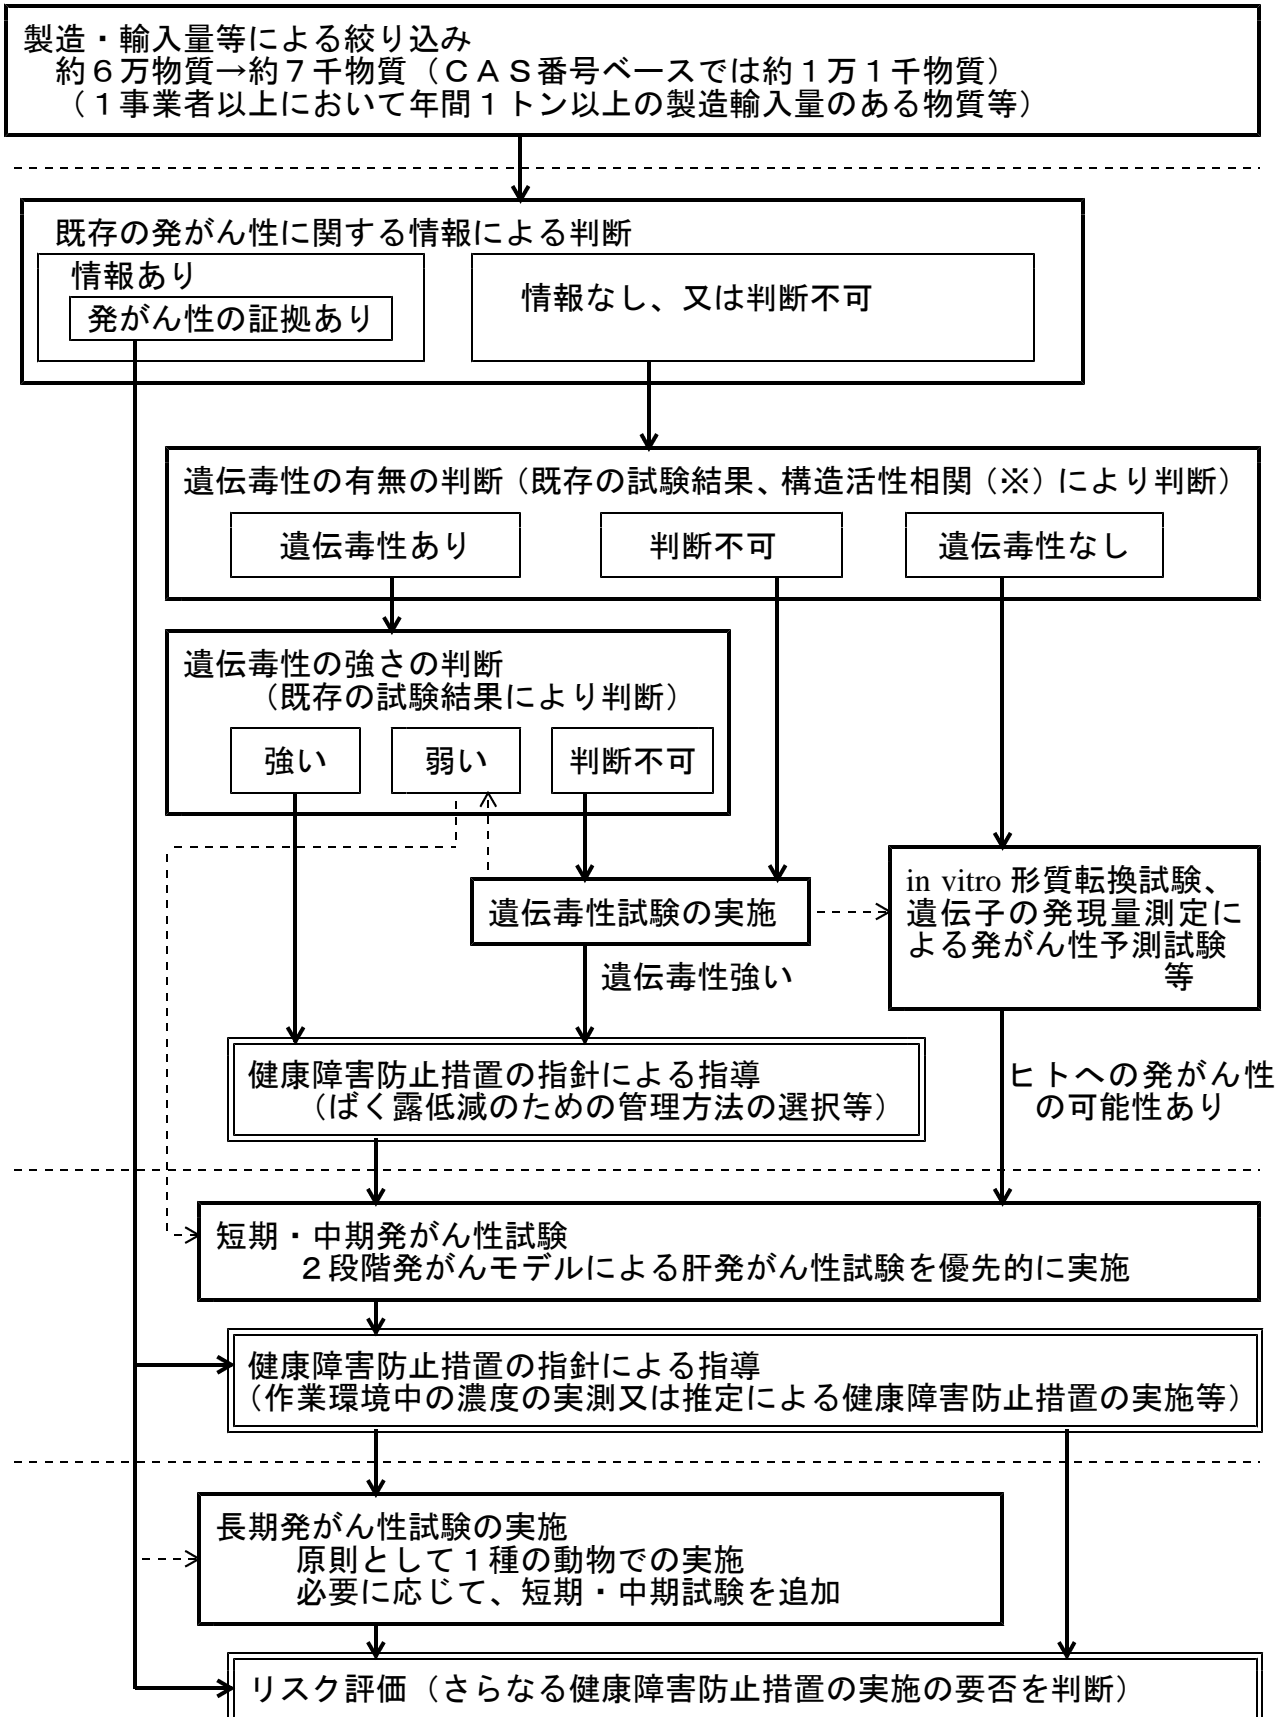 製造・輸入量等による絞り込み
約６万物質→約７千物質（ＣＡＳ番号ベースでは約１万１千物質）
（１事業者以上において年間１トン以上の製造輸入量のある物質等）
既存の発がん性に関する情報による判断
情報あり
発がん性の証拠あり
情報なし、又は判断不可
遺伝毒性の有無の判断（既存の試験結果、構造活性相関（※）により判断）
遺伝毒性あり
判断不可
遺伝毒性なし
遺伝毒性の強さの判断
（既存の試験結果により判断）
強い
弱い
判断不可
遺伝毒性試験の実施
in vitro 形質転換試験、
遺伝子の発現量測定に
よる発がん性予測試験
等
遺伝毒性強い
健康障害防止措置の指針による指導
（ばく露低減のための管理方法の選択等）
ヒトへの発がん性
の可能性あり
短期・中期発がん性試験
２段階発がんモデルによる肝発がん性試験を優先的に実施
健康障害防止措置の指針による指導
（作業環境中の濃度の実測又は推定による健康障害防止措置の実施等）
長期発がん性試験の実施
原則として１種の動物での実施
必要に応じて、短期・中期試験を追加
リスク評価（さらなる健康障害防止措置の実施の要否を判断）